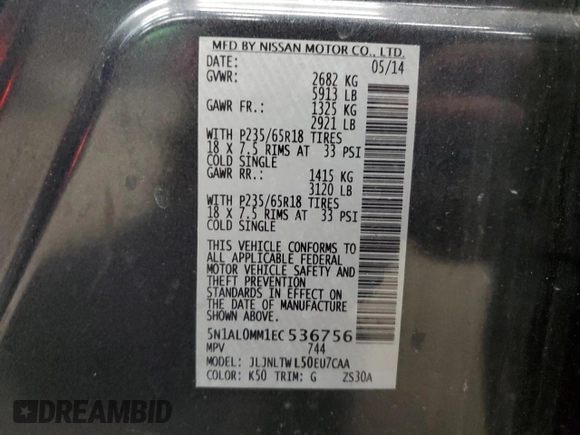 MFD BY NISSAN MOTOR CO., LTD.
DATE: 05/14
GVWR: 2682 KG
5913 LB
GAWR FR.: 1325 KG
2921 LB
WITH P235/65R18 TIRES
18 X 7.5 RIMS AT 33 PSI
COLD SINGLE
GAWR RR.: 1415 KG
3120 LB
WITH P235/65R18 TIRES
18 X 7.5 RIMS AT 33 PSI
COLD SINGLE
THIS VEHICLE CONFORMS TO
ALL APPLICABLE FEDERAL
MOTOR VEHICLE SAFETY AND
THEFT PREVENTION
STANDARDS IN EFFECT ON
THE DATE OF MANUFACTURE
SHOWN ABOVE.
5N1AL0MM1EC536756
MPV 744
MODEL: JLJNLTWL50EU7CAA
COLOR: K50 TRIM: G ZS30A
DREAMBID